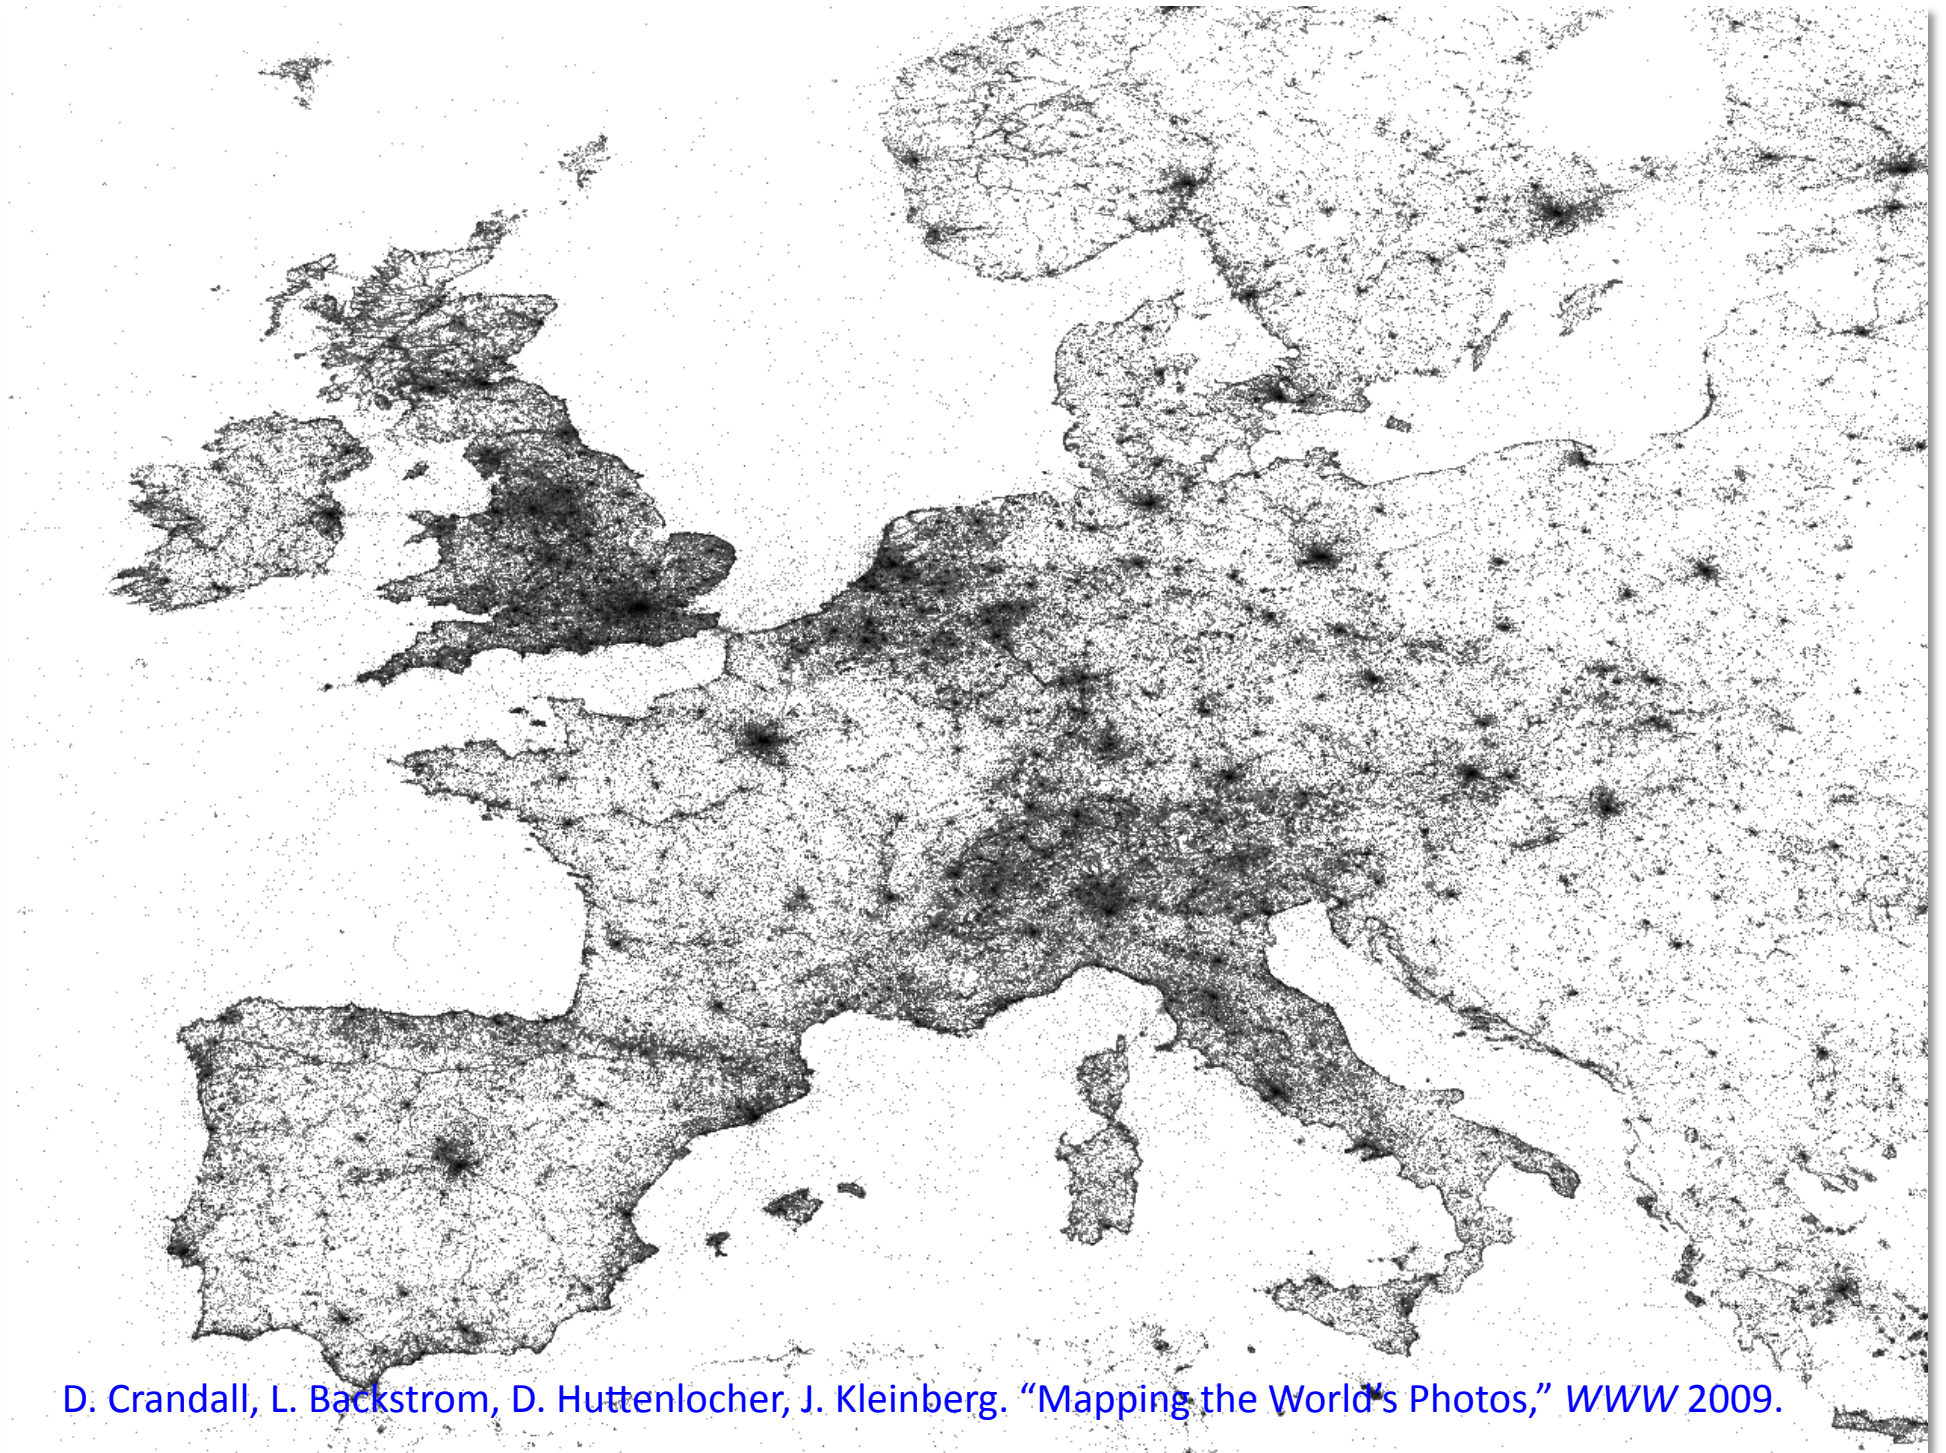 D. Crandall, L. Backstrom, D. Huttenlocher, J. Kleinberg. “Mapping the World’s Photos,” WWW 2009.